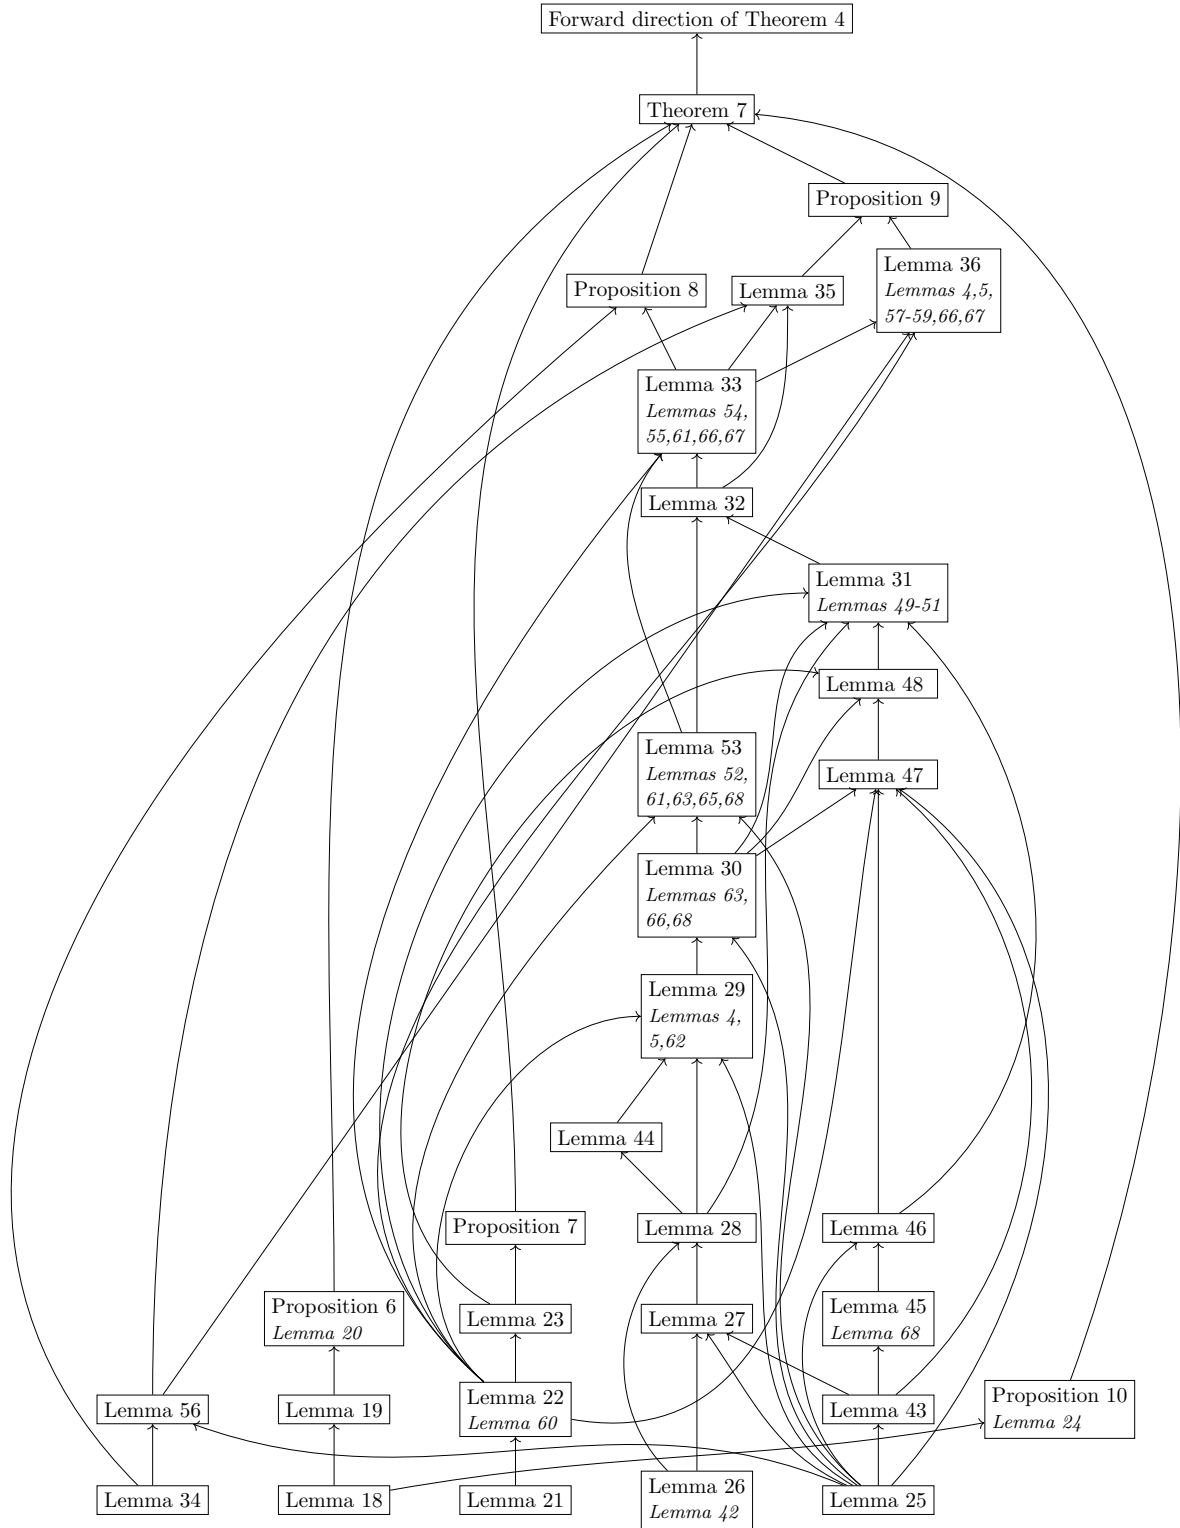 Forward direction of Theorem 4
Theorem 7
Proposition 9
Lemma 36
Lemmas 4,5,
57-59,66,67
Proposition 8
Lemma 35
Lemma 33
Lemmas 54,
55,61,66,67
Lemma 32
Lemma 31
Lemmas 49-51
Lemma 48
Lemma 53
Lemmas 52,
61,63,65,68
Lemma 47
Lemma 30
Lemmas 63,
66,68
Lemma 29
Lemmas 4,
5,62
Lemma 44
Proposition 7
Lemma 28
Lemma 46
Proposition 6
Lemma 20
Lemma 23
Lemma 27
Lemma 45
Lemma 68
Lemma 56
Lemma 19
Lemma 22
Lemma 60
Lemma 43
Proposition 10
Lemma 24
Lemma 34
Lemma 18
Lemma 21
Lemma 26
Lemma 42
Lemma 25